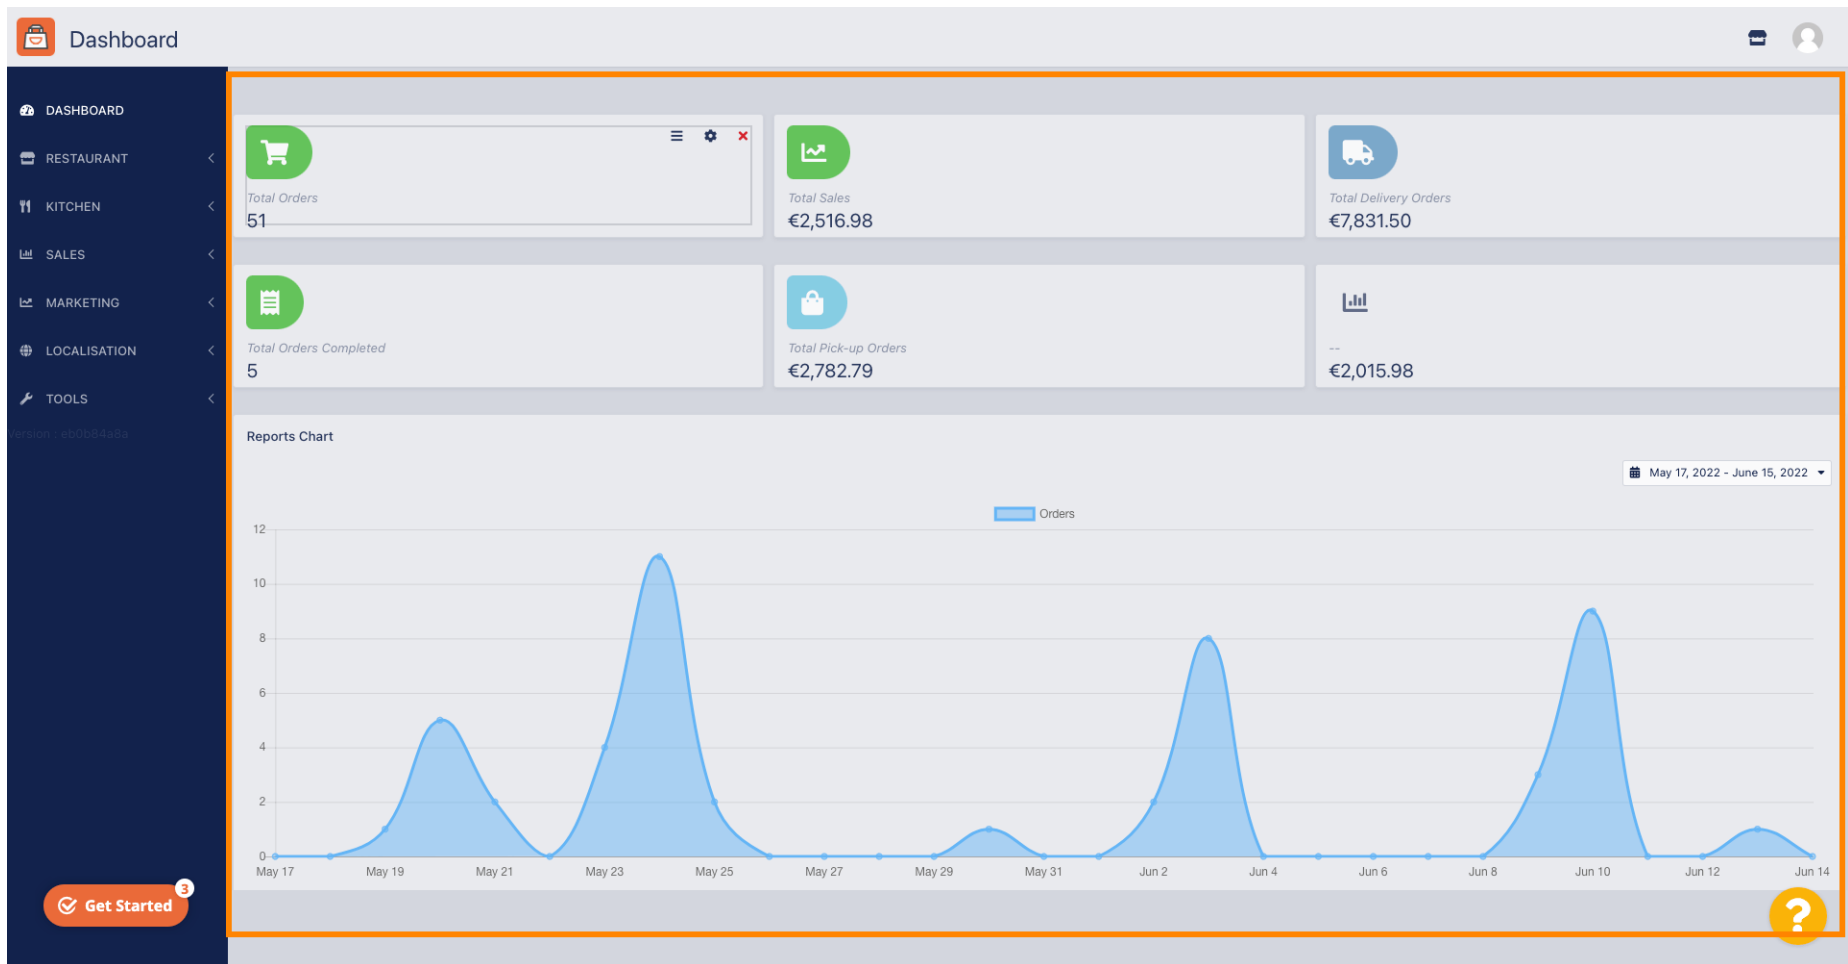 Dashboard
DASHBOARD
RESTAURANT
KITCHEN
SALES
MARKETING
LOCALISATION
TOOLS
Version : eb0b84a8a
Get Started
3
Total Orders
51
Total Sales
€2,516.98
Total Delivery Orders
€7,831.50
Total Orders Completed
5
Total Pick-up Orders
€2,782.79
--
€2,015.98
Reports Chart
May 17, 2022 - June 15, 2022
Orders
12
10
8
6
4
2
0
May 17 May 19 May 21 May 23 May 25 May 27 May 29 May 31 Jun 2 Jun 4 Jun 6 Jun 8 Jun 10 Jun 12 Jun 14
?